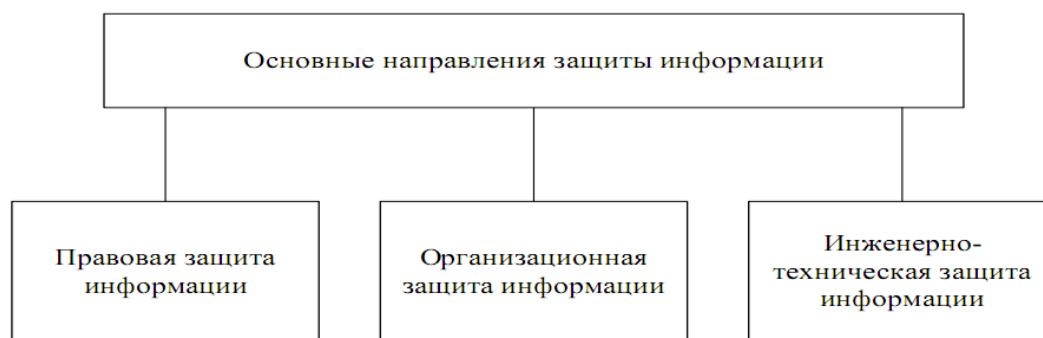 Основные направления защиты информации
Правовая защита
информации
Организационная
защита информации
Инженерно-
техническая защита
информации